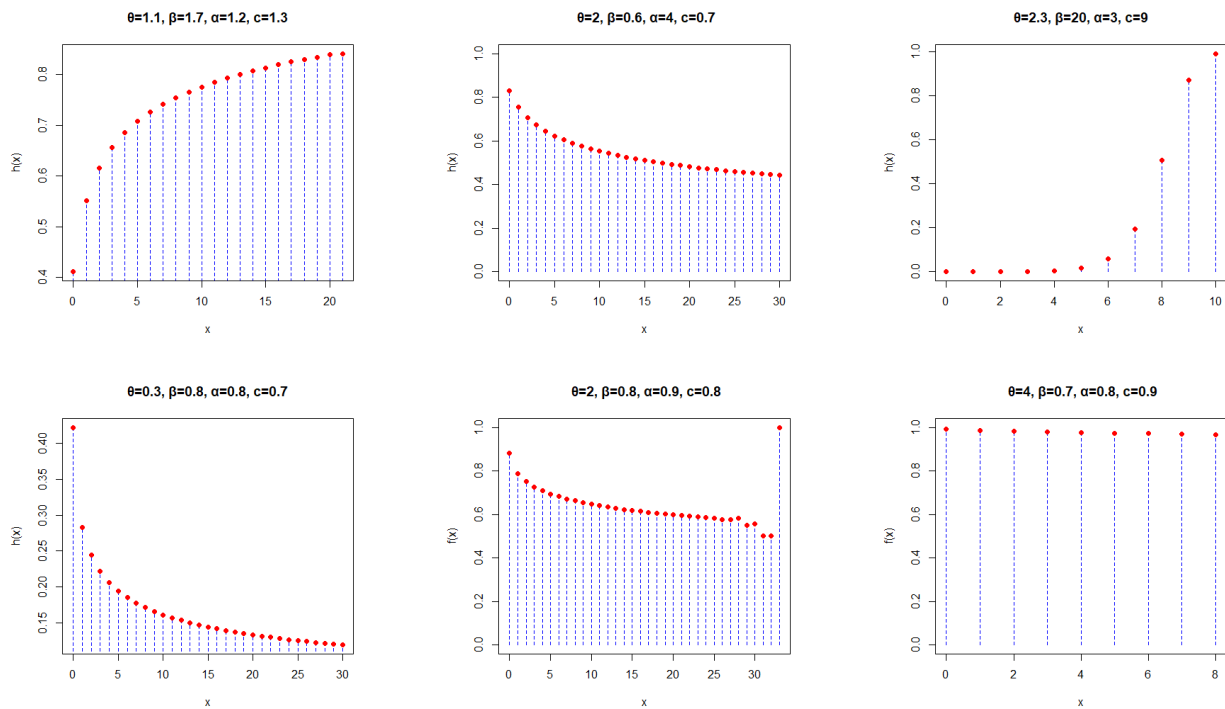 θ=1.1, β=1.7, α=1.2, c=1.3
h(x)
0.4 0.5 0.6 0.7 0.8
0 5 10 15 20
x
θ=2, β=0.6, α=4, c=0.7
h(x)
0.0 0.2 0.4 0.6 0.8 1.0
0 5 10 15 20 25 30
x
θ=2.3, β=20, α=3, c=9
h(x)
0.0 0.2 0.4 0.6 0.8 1.0
0 2 4 6 8 10
x
θ=0.3, β=0.8, α=0.8, c=0.7
h(x)
0.15 0.20 0.25 0.30 0.35 0.40
0 5 10 15 20 25 30
x
θ=2, β=0.8, α=0.9, c=0.8
f(x)
0.0 0.2 0.4 0.6 0.8 1.0
0 5 10 15 20 25 30
x
θ=4, β=0.7, α=0.8, c=0.9
f(x)
0.0 0.2 0.4 0.6 0.8 1.0
0 2 4 6 8
x